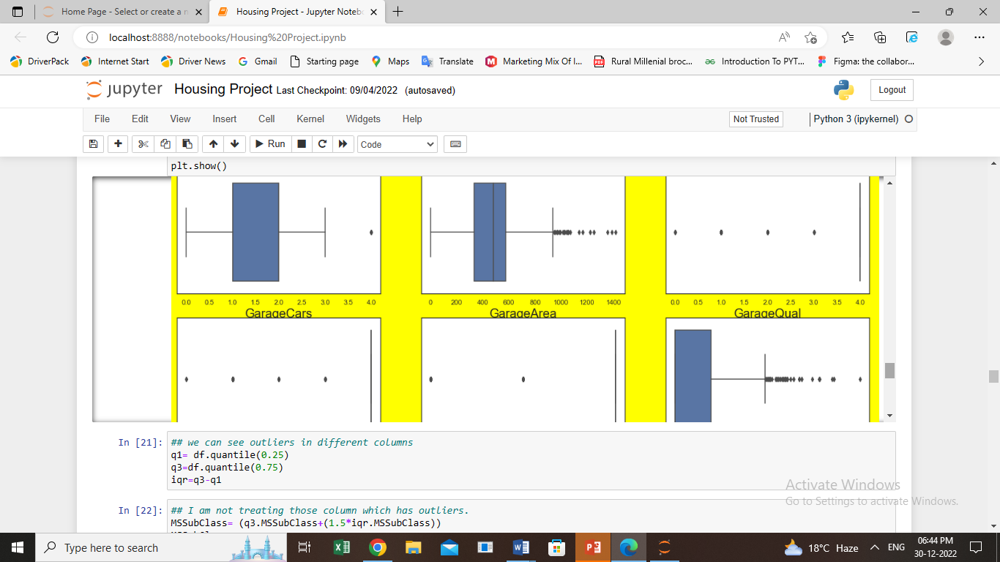 Home Page - Select or create a n
Housing Project - Jupyter Notebo
localhost:8888/notebooks/Housing%20Project.ipynb
DriverPack
Internet Start
Driver News
Gmail
Starting page
Maps
Translate
Marketing Mix Of I...
Rural Millenial broc...
Introduction To PYT...
Figma: the collabor...
jupyter Housing Project Last Checkpoint: 09/04/2022 (autosaved)
Logout
File Edit View Insert Cell Kernel Widgets Help
Not Trusted
Python 3 (ipykernel)
Run
Code
plt.show()
0.0 0.5 1.0 1.5 2.0 2.5 3.0 3.5 4.0
GarageCars
0 200 400 600 800 1000 1200 1400
GarageArea
0.0 0.5 1.0 1.5 2.0 2.5 3.0 3.5 4.0
GarageQual
In [21]:
## we can see outliers in different columns
q1= df.quantile(0.25)
q3=df.quantile(0.75)
iqr=q3-q1
In [22]:
## I am not treating those column which has outliers.
MSSubClass= (q3.MSSubClass+(1.5*iqr.MSSubClass))
Activate Windows
Go to Settings to activate Windows.
Type here to search
18°C Haze
ENG
06:44 PM
30-12-2022